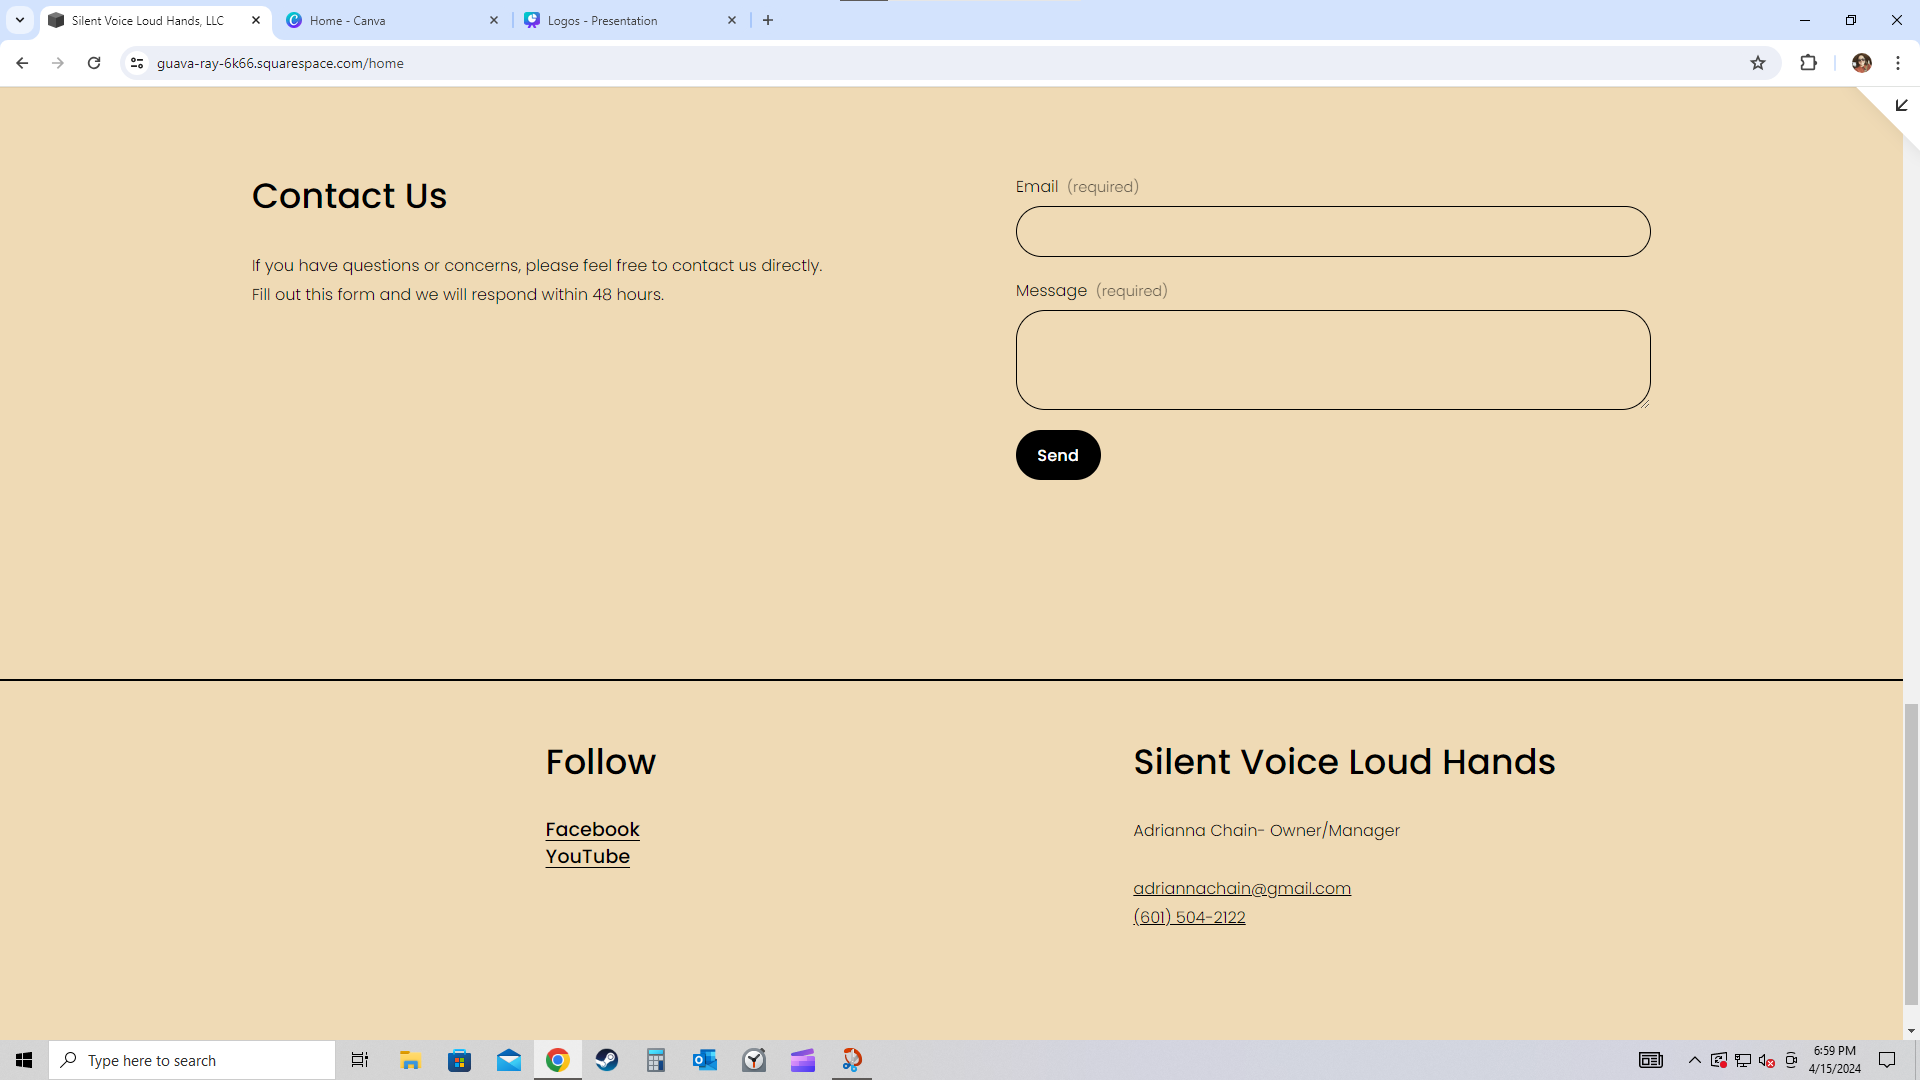 Silent Voice Loud Hands, LLC
Home - Canva
Logos - Presentation
guava-ray-6k66.squarespace.com/home
Contact Us
If you have questions or concerns, please feel free to contact us directly.
Fill out this form and we will respond within 48 hours.
Email (required)
Message (required)
Send
Follow
Facebook
YouTube
Silent Voice Loud Hands
Adrianna Chain- Owner/Manager
adriannachain@gmail.com
(601) 504-2122
Type here to search
6:59 PM
4/15/2024